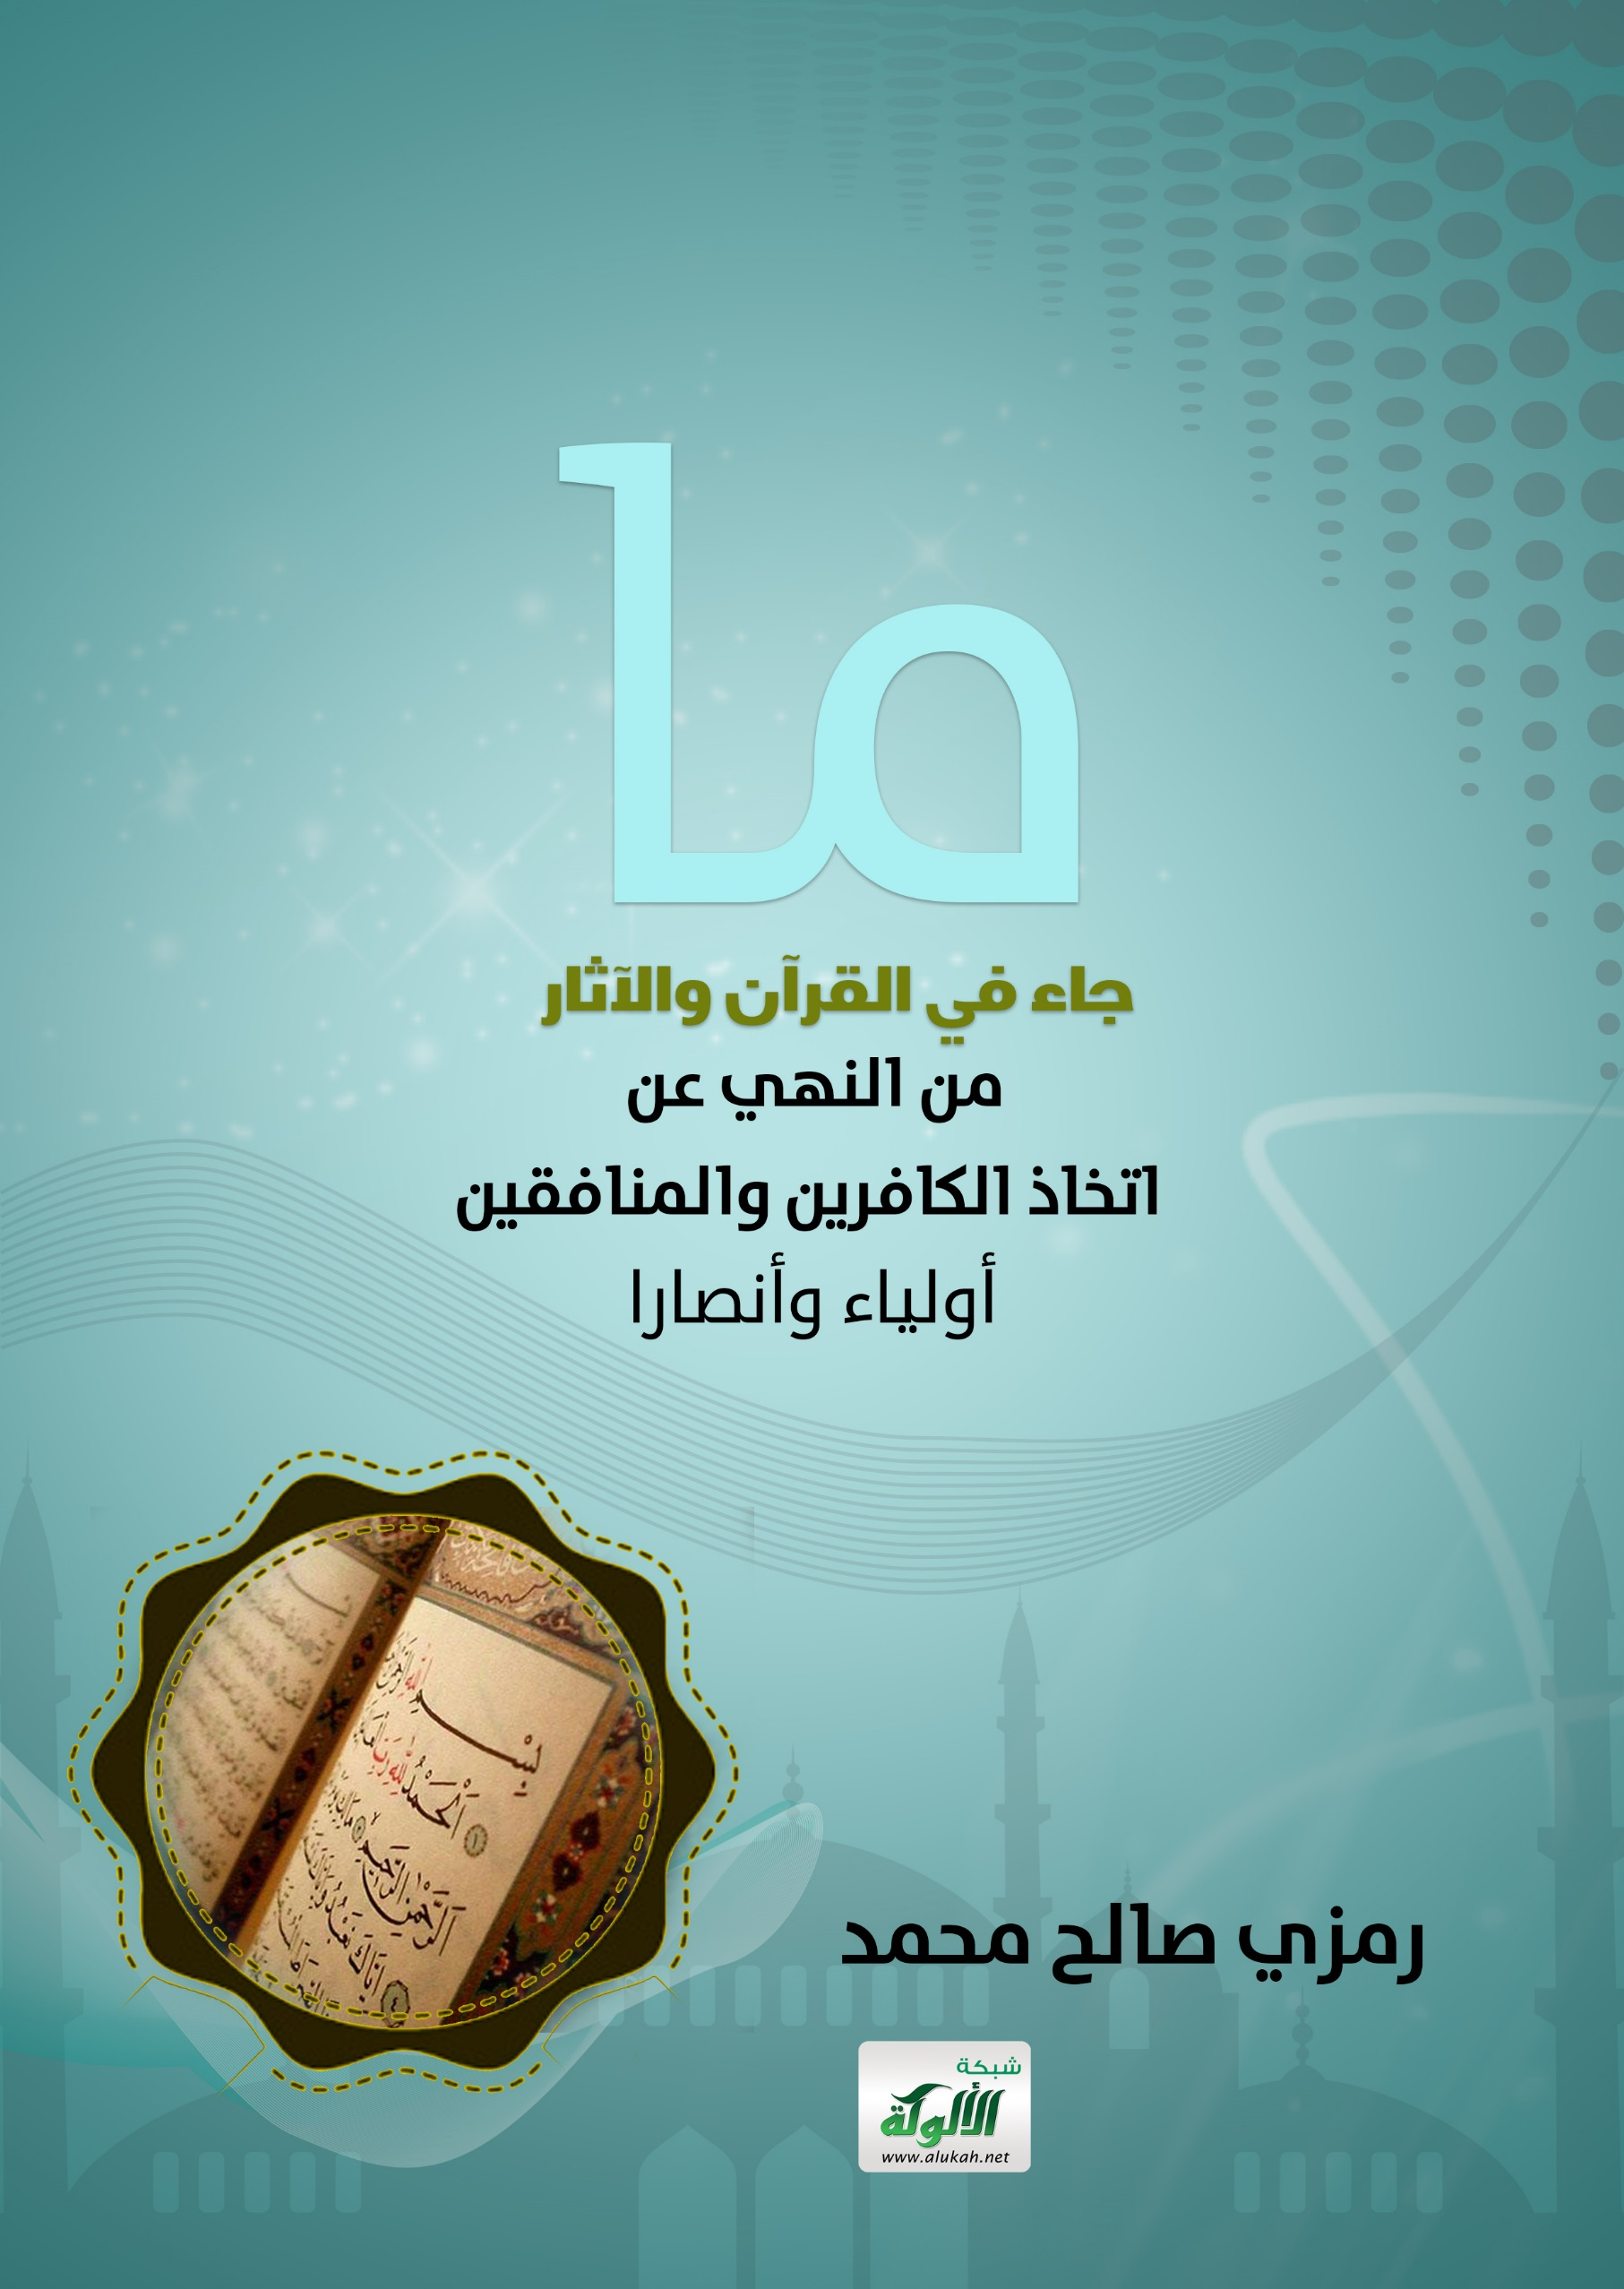 ما
جاء في القرآن والآثار
من النهي عن
اتخاذ الكافرين والمنافقين
أولياء وأنصارا
رمزي صالح محمد
شبكة
الألوكة
www.alukah.net